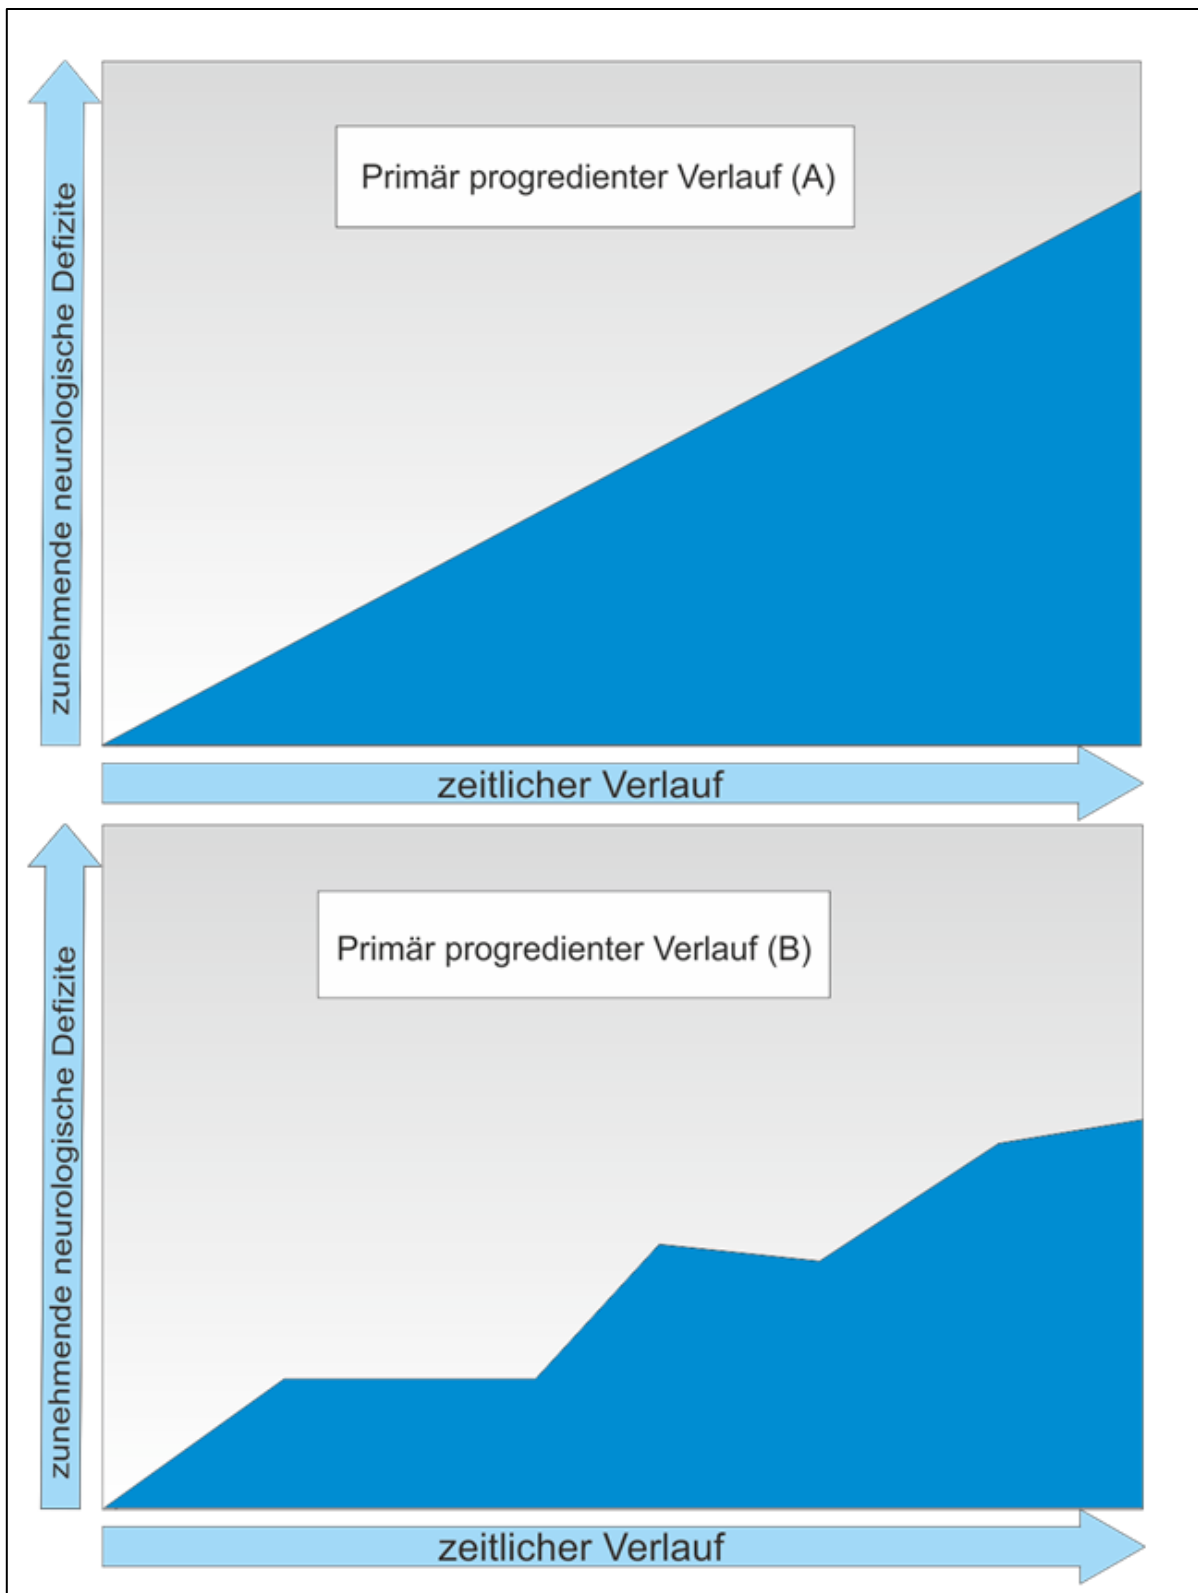 Primär progredienter Verlauf (A)
zunehmende neurologische Defizite
zeitlicher Verlauf
Primär progredienter Verlauf (B)
zunehmende neurologische Defizite
zeitlicher Verlauf